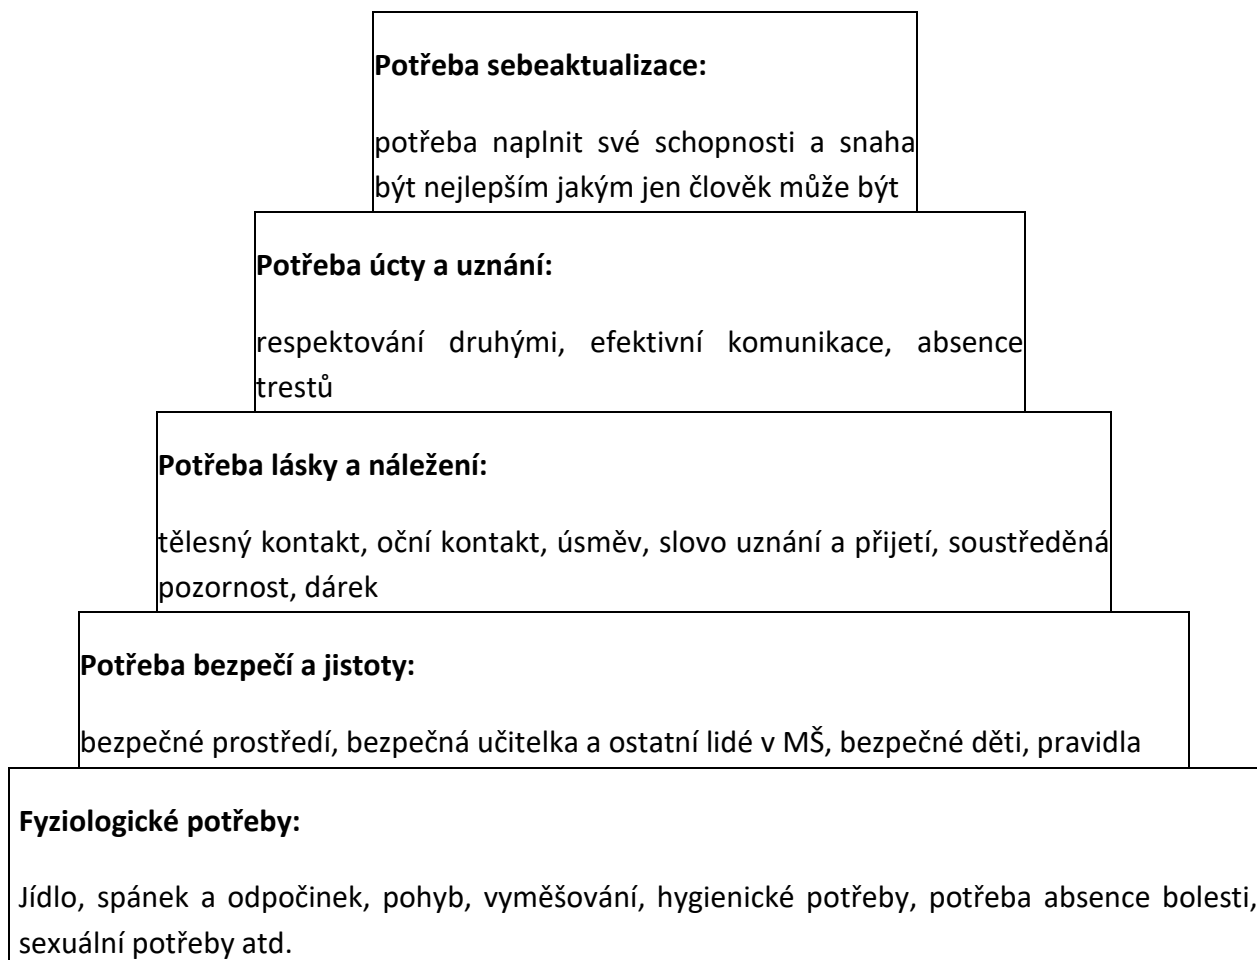 Potřeba sebeaktualizace:
potřeba naplnit své schopnosti a snaha
být nejlepším jakým jen člověk může být
Potřeba úcty a uznání:
respektování druhými, efektivní komunikace, absence
trestů
Potřeba lásky a náležení:
tělesný kontakt, oční kontakt, úsměv, slovo uznání a přijetí, soustředěná
pozornost, dárek
Potřeba bezpečí a jistoty:
bezpečné prostředí, bezpečná učitelka a ostatní lidé v MŠ, bezpečné děti, pravidla
Fyziologické potřeby:
Jídlo, spánek a odpočinek, pohyb, vyměšování, hygienické potřeby, potřeba absence bolesti,
sexuální potřeby atd.